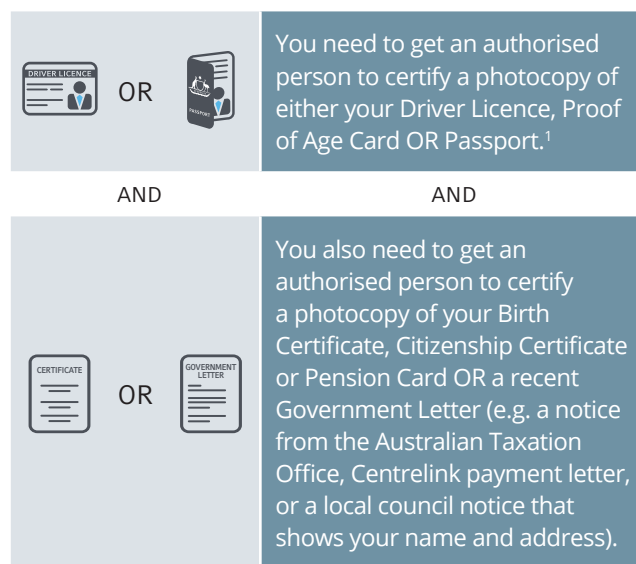 DRIVER LICENCE
OR
PASSPORT
You need to get an authorised
person to certify a photocopy of
either your Driver Licence, Proof
of Age Card OR Passport.¹
AND
AND
CERTIFICATE
OR
GOVERNMENT
LETTER
You also need to get an
authorised person to certify
a photocopy of your Birth
Certificate, Citizenship Certificate
or Pension Card OR a recent
Government Letter (e.g. a notice
from the Australian Taxation
Office, Centrelink payment letter,
or a local council notice that
shows your name and address).